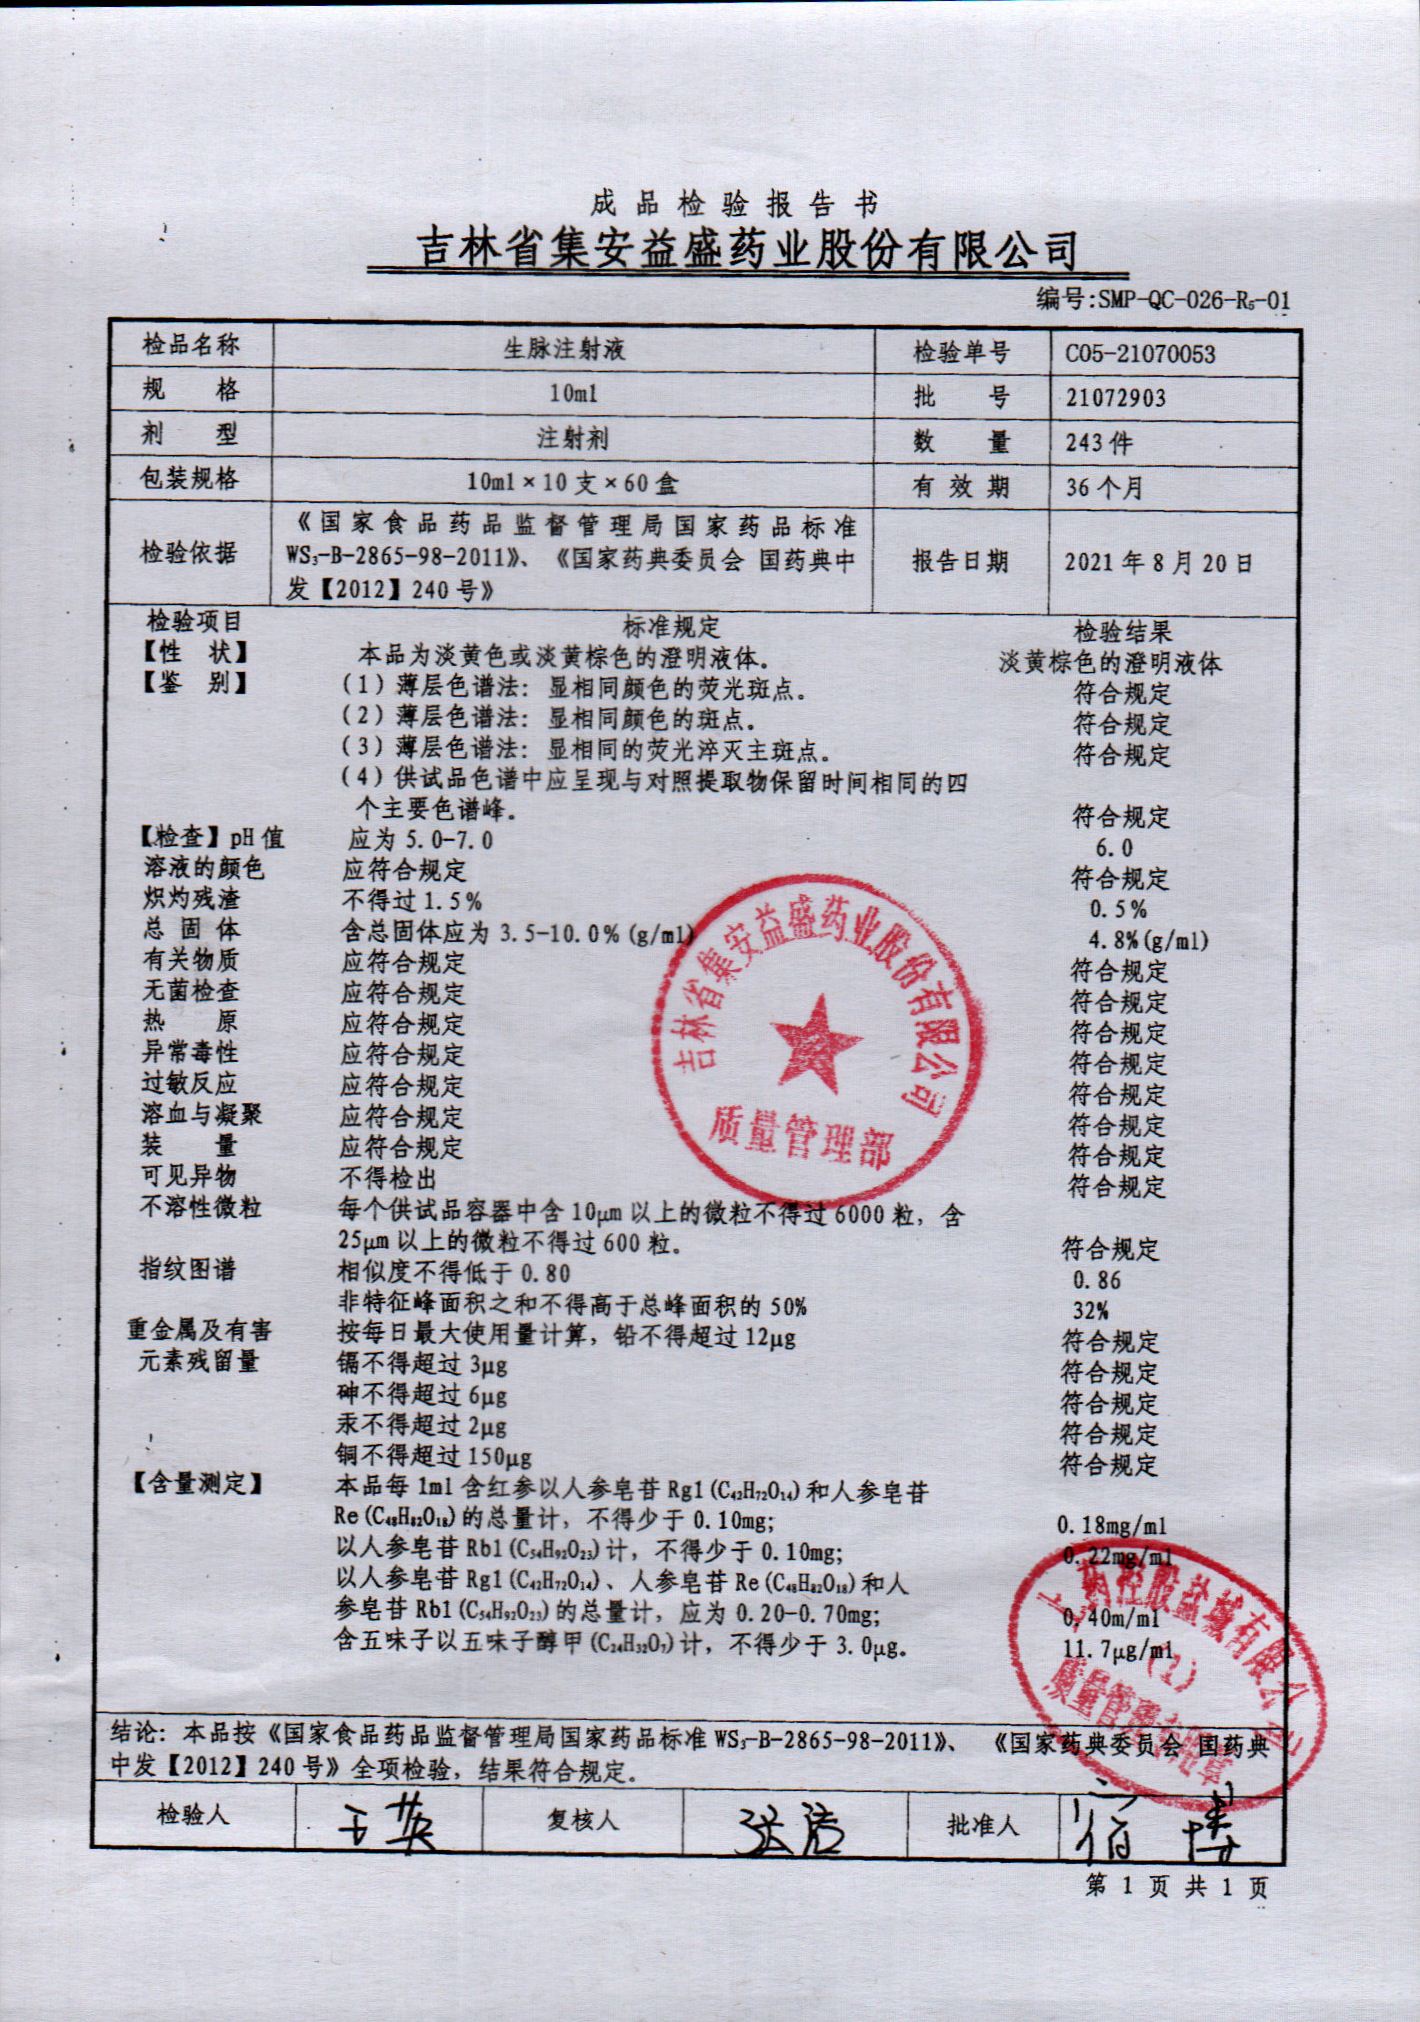 成品检验报告书
吉林省集安益盛药业股份有限公司
编号:SMP-QC-026-R₅-01
检品名称 生脉注射液 检验单号 C05-21070053
规 格 10ml 批 号 21072903
剂 型 注射剂 数 量 243件
包装规格 10ml×10支×60盒 有效期 36个月
检验依据 《国家食品药品监督管理局国家药品标准
WS₃-B-2865-98-2011》、《国家药典委员会 国药典中
发【2012】240号》
报告日期 2021年8月20日
检验项目 标准规定 检验结果
【性 状】 本品为淡黄色或淡黄棕色的澄明液体。 淡黄棕色的澄明液体
【鉴 别】 (1)薄层色谱法：显相同颜色的荧光斑点。 符合规定
(2)薄层色谱法：显相同颜色的斑点。 符合规定
(3)薄层色谱法：显相同的荧光淬灭主斑点。 符合规定
(4)供试品色谱中应呈现与对照提取物保留时间相同的四
个主要色谱峰。 符合规定
【检查】pH值 应为5.0-7.0 6.0
溶液的颜色 应符合规定 符合规定
炽灼残渣 不得过1.5% 0.5%
总固体 含总固体应为3.5-10.0%(g/ml) 4.8%(g/ml)
有关物质 应符合规定 符合规定
无菌检查 应符合规定 符合规定
热 原 应符合规定 符合规定
异常毒性 应符合规定 符合规定
过敏反应 应符合规定 符合规定
溶血与凝聚 应符合规定 符合规定
装 量 应符合规定 符合规定
可见异物 不得检出 符合规定
不溶性微粒 每个供试品容器中含10μm以上的微粒不得过6000粒，含
25μm以上的微粒不得过600粒。 符合规定
指纹图谱 相似度不得低于0.80 0.86
非特征峰面积之和不得高于总峰面积的50% 32%
重金属及有害 按每日最大使用量计算，铅不得超过12μg 符合规定
元素残留量 镉不得超过3μg 符合规定
砷不得超过6μg 符合规定
汞不得超过2μg 符合规定
铜不得超过150μg 符合规定
【含量测定】 本品每1ml含红参以人参皂苷Rg1(C₄₂H₇₂O₁₄)和人参皂苷
Re(C₄₈H₈₂O₁₈)的总量计，不得少于0.10mg; 0.18mg/ml
以人参皂苷Rb1(C₅₄H₉₂O₂₃)计，不得少于0.10mg; 0.22mg/ml
以人参皂苷Rg1(C₄₂H₇₂O₁₄)、人参皂苷Re(C₄₈H₈₂O₁₈)和人
参皂苷Rb1(C₅₄H₉₂O₂₃)的总量计，应为0.20-0.70mg; 0.40m/ml
含五味子以五味子醇甲(C₂₄H₃₂O₇)计，不得少于3.0μg。 11.7μg/ml
吉林省集安益盛药业股份有限公司
质量管理部
控股盐城有限公司
(1)
质量管理
结论：本品按《国家食品药品监督管理局国家药品标准WS₃-B-2865-98-2011》、《国家药典委员会 国药典
中发【2012】240号》全项检验，结果符合规定。
检验人 王英 复核人 张洁 批准人
第 1 页 共 1 页